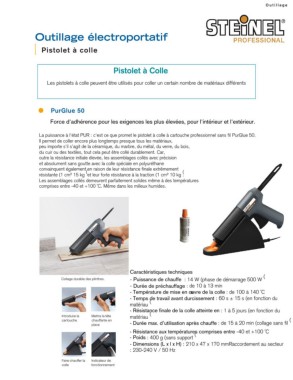 Outillage
Outillage électroportatif
Pistolet à colle
STEINEL
PROFESSIONAL
Pistolet à Colle
Les pistolets à colle peuvent être utilisés pour coller un certain nombre de matériaux différents
PurGlue 50
Force d'adhérence pour les exigences les plus élevées, pour l'intérieur et l'extérieur.
La puissance à l'état PUR : c'est ce que promet le pistolet à colle à cartouche professionnel sans fil PurGlue 50.
Il permet de coller encore plus longtemps presque tous les matériaux,
peu importe s'il s'agit de la céramique, du marbre, du métal, du verre, du bois,
du cuir ou des textiles, tout cela peut être collé durablement. Car,
outre la résistance initiale élevée, les assemblages collés avec précision
et absolument sans goutte avec la colle spéciale en polyuréthane
convainquent également en raison de leur résistance finale extrêmement
résistante (1 cm² 15 kg et leur forte résistance à la traction (1 cm² 10 kg
Les assemblages collés demeurent parfaitement solides même à des températures
comprises entre -40 et +100 °C. Même dans les milieux humides.
Caractéristiques techniques
- Puissance de chauffe : 14 W (phase de démarrage 500 W
- Durée de préchauffage : de 10 à 13 min
- Température de mise en œuvre de la colle : de 100 à 140°C
- Temps de travail avant durcissement : 60 s ± 15 s (en fonction du
matériau
- Résistance finale de la colle atteinte en : 1 à 5 jours (en fonction du
matériau
- Durée max. d'utilisation après chauffe : de 15 à 20 min (collage sans fil
- Résistance aux températures comprises entre -40 et +100 °C
- Poids : 400 g (sans support
- Dimensions (L x l x H) : 210 x 47 x 170 mmRaccordement au secteur
: 230-240 V / 50 Hz
Introduire la
cartouche
Mettre la tête
chauffante en
place
Faire chauffer la
colle
Indicateur de
fonctionnement